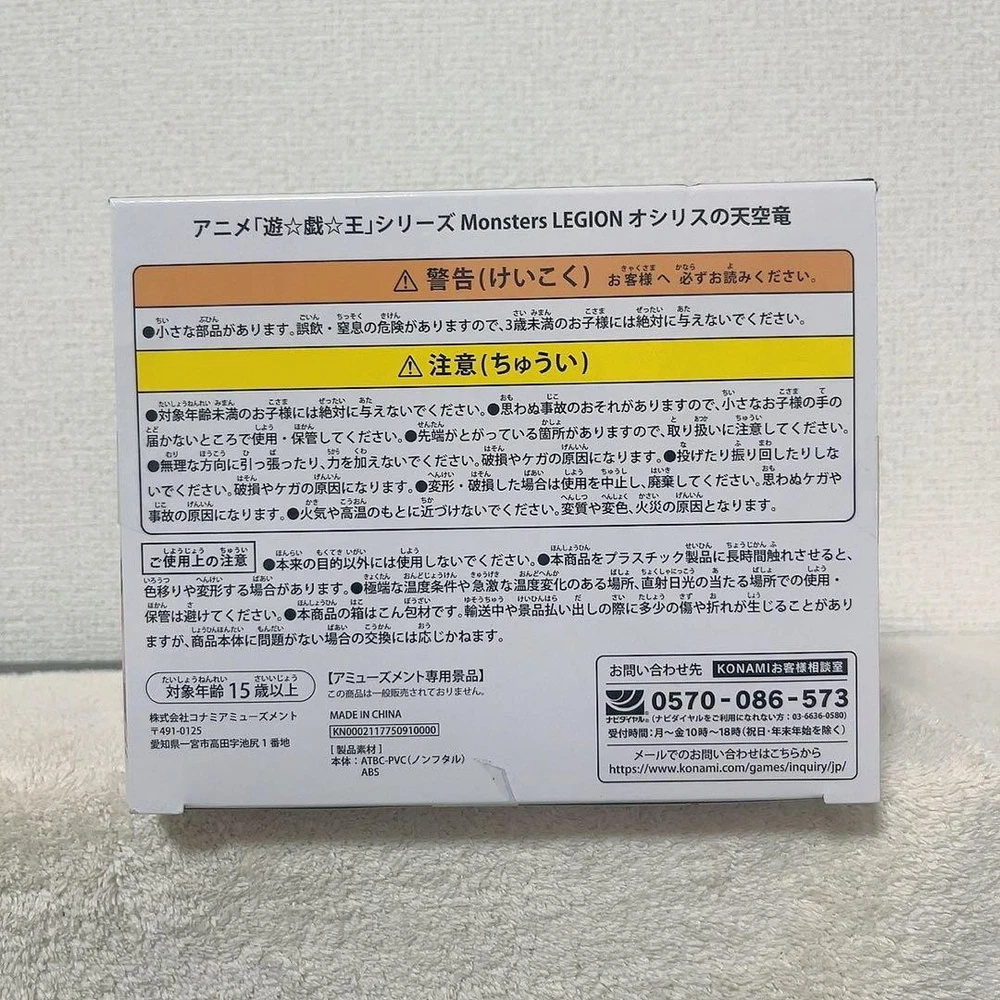 アニメ「遊☆戯☆王」シリーズ Monsters LEGION オシリスの天空竜
⚠ 警告(けいこく) お客様へ 必ずお読みください。
●小さな部品があります。誤飲・窒息の危険がありますので、3歳未満のお子様には絶対に与えないでください。
⚠ 注意(ちゅうい)
●対象年齢未満のお子様には絶対に与えないでください。●思わぬ事故のおそれがありますので、小さなお子様の手の
届かないところで使用・保管してください。●先端がとがっている箇所がありますので、取り扱いに注意してください。
●無理な方向に引っ張ったり、力を加えないでください。破損やケガの原因になります。●投げたり振り回したりしな
いでください。破損やケガの原因になります。●変形・破損した場合は使用を中止し、廃棄してください。思わぬケガや
事故の原因になります。●火気や高温のもとに近づけないでください。変質や変色、火災の原因となります。
ご使用上の注意 ●本来の目的以外には使用しないでください。●本商品をプラスチック製品に長時間触れさせると、
色移りや変形する場合があります。●極端な温度条件や急激な温度変化のある場所、直射日光の当たる場所での使用・
保管は避けてください。●本商品の箱はこん包材です。輸送中や景品払い出しの際に多少の傷や折れが生じることがあり
ますが、商品本体に問題がない場合の交換には応じかねます。
対象年齢 15歳以上
株式会社コナミアミューズメント
〒491-0125
愛知県一宮市高田字池尻1番地
【アミューズメント専用景品】
この商品は一般販売されておりません。
MADE IN CHINA
KN0002117750910000
[製品素材]
本体：ATBC-PVC(ノンフタル)
ABS
お問い合わせ先 KONAMIお客様相談室
ナビダイヤル® 0570-086-573
(ナビダイヤルをご利用になれない方：03-6636-0580)
受付時間：月～金10時～18時(祝日・年末年始を除く)
メールでのお問い合わせはこちらから
https://www.konami.com/games/inquiry/jp/